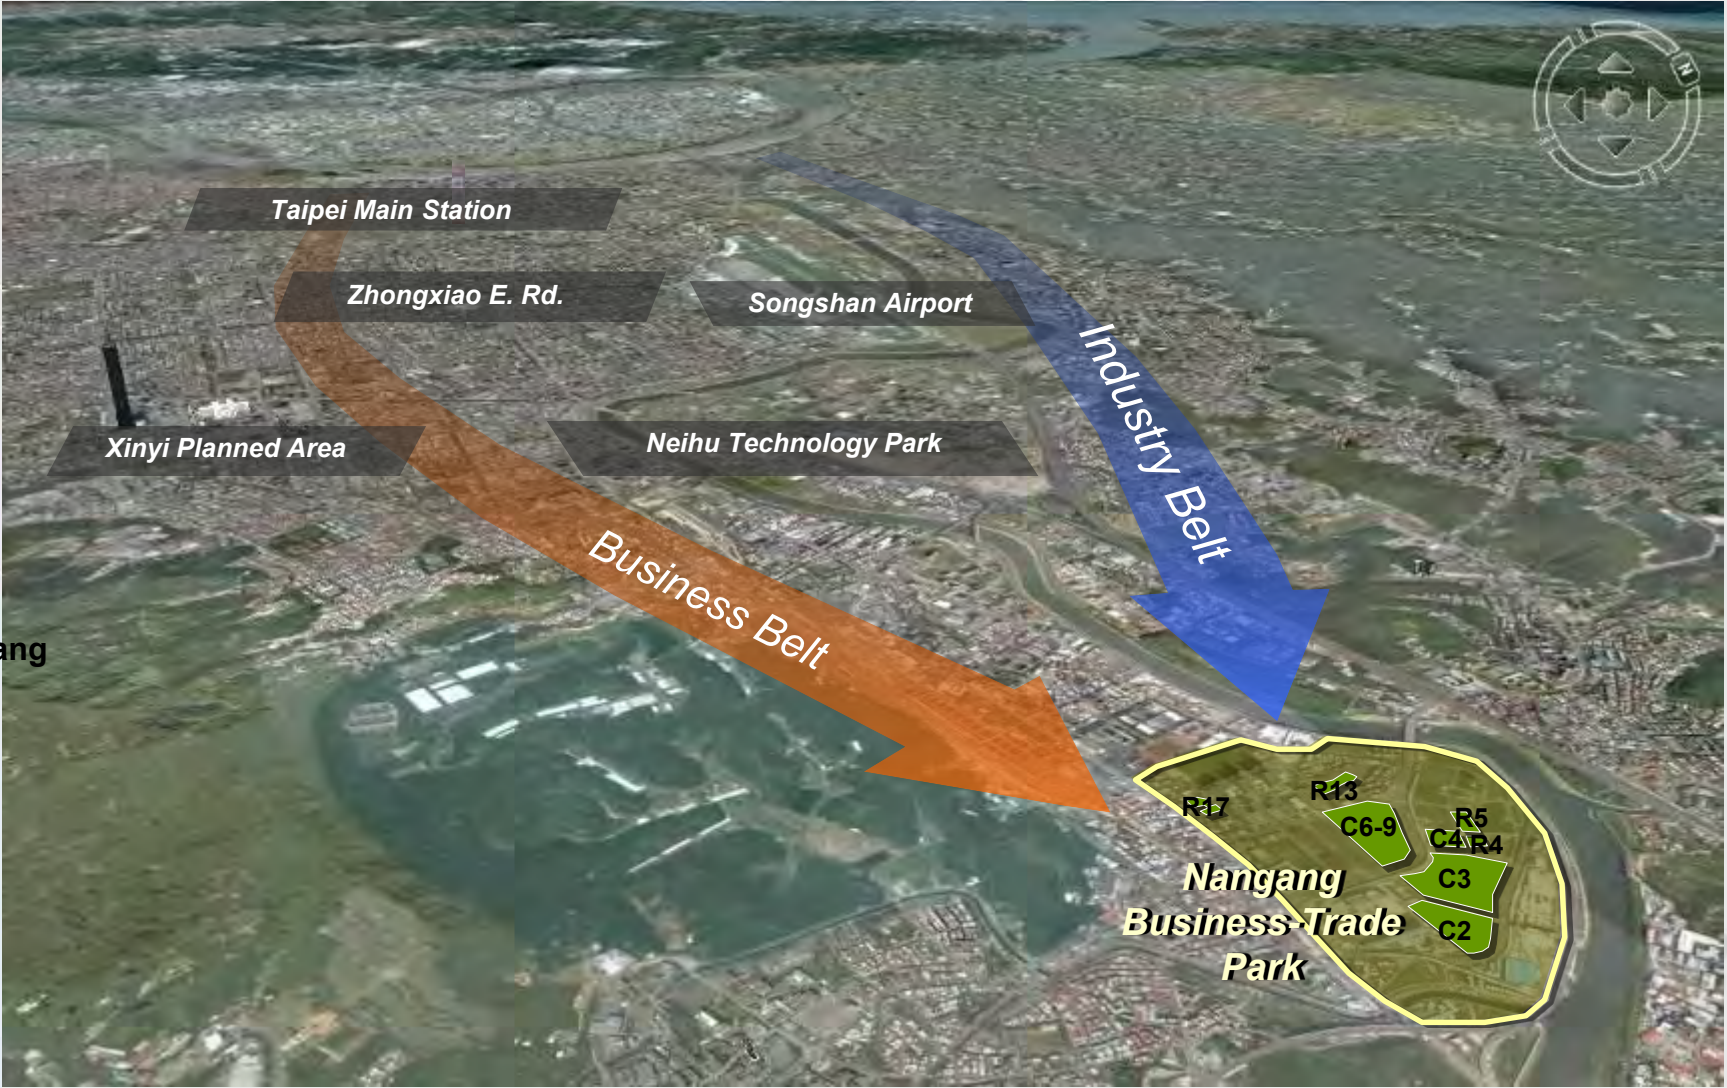 N
Taipei Main Station
Zhongxiao E. Rd.
Songshan Airport
Industry Belt
Xinyi Planned Area
Neihu Technology Park
Business Belt
ang
R17
R13
C6-9
R5
C4
R4
C3
C2
Nangang
Business-Trade
Park